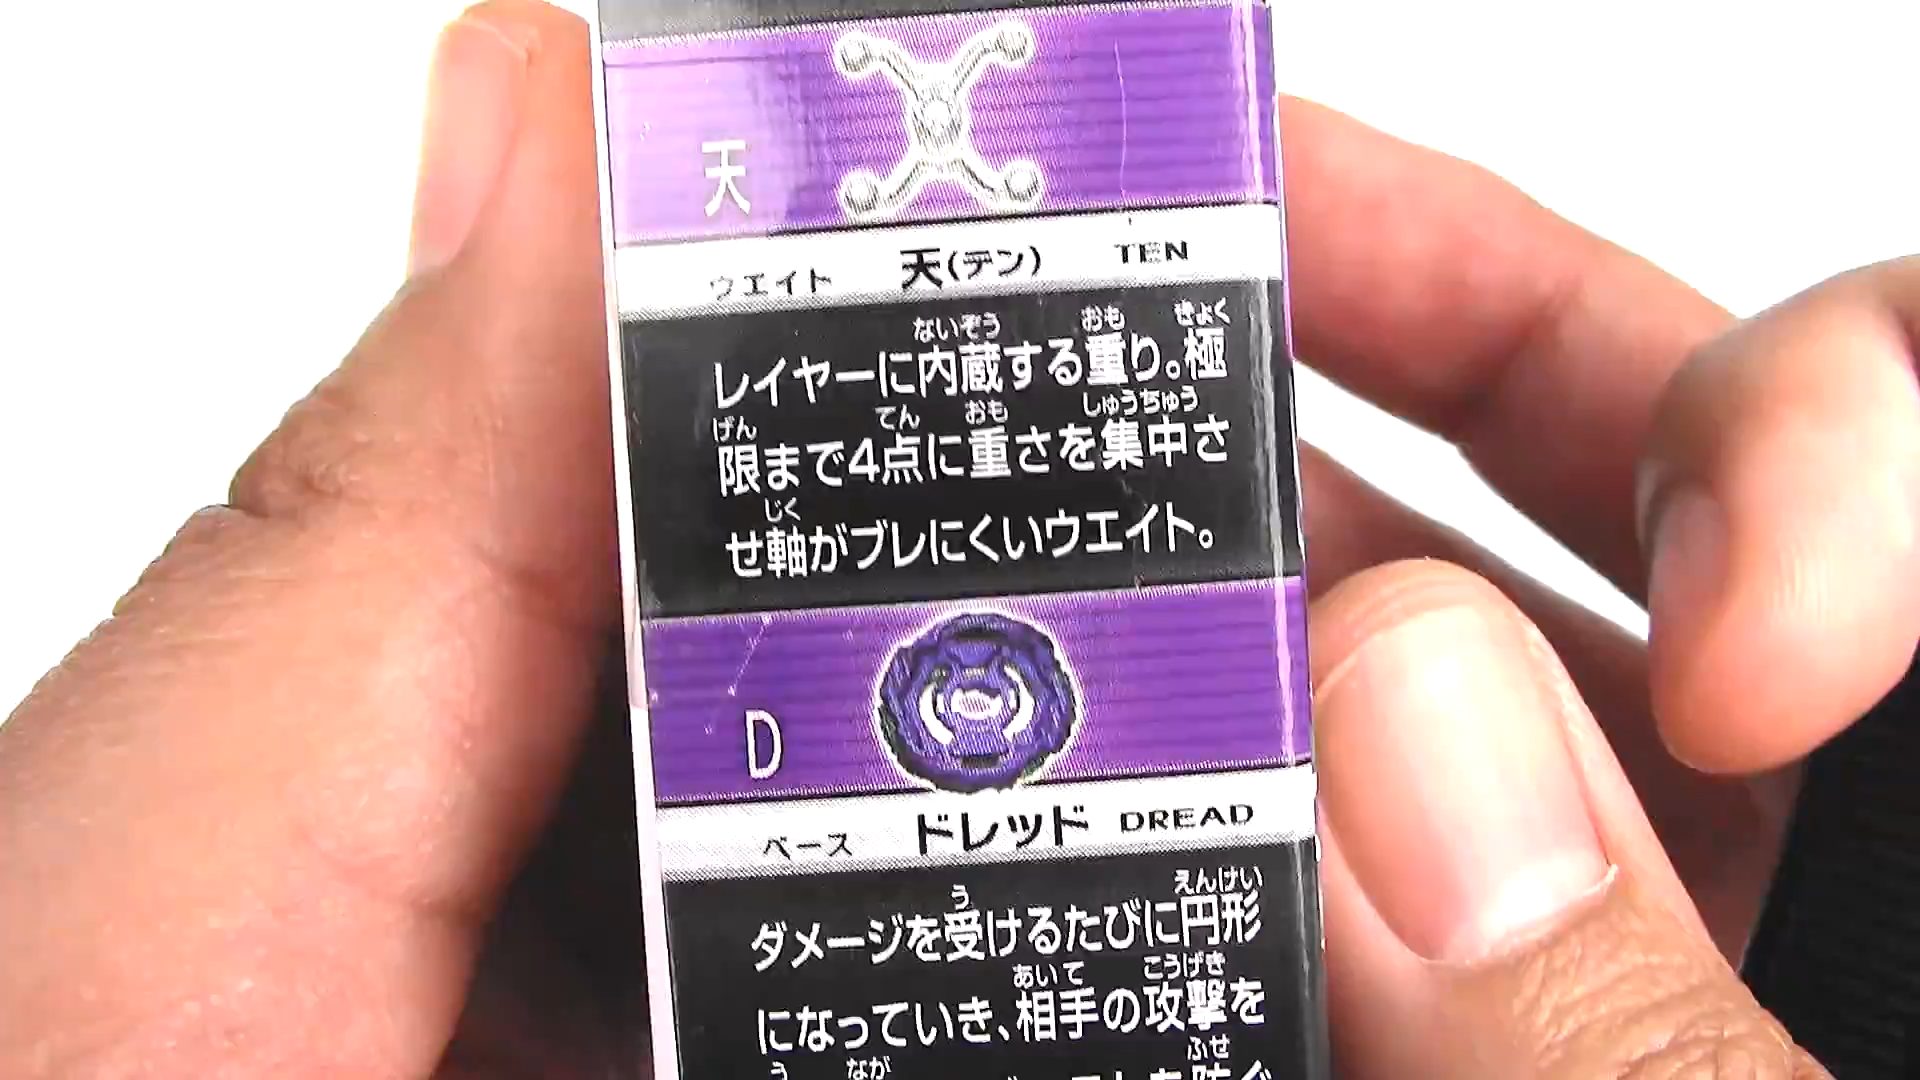 天
ウエイト 天(テン) TEN
ないぞう おも きょく
レイヤーに内蔵する重り。極
げん てん おも しゅうちゅう
限まで4点に重さを集中さ
じく
せ軸がブレにくいウエイト。
D
ベース ドレッド DREAD
う えんけい
ダメージを受けるたびに円形
あいて こうげき
になっていき、相手の攻撃を
う なが ふせ